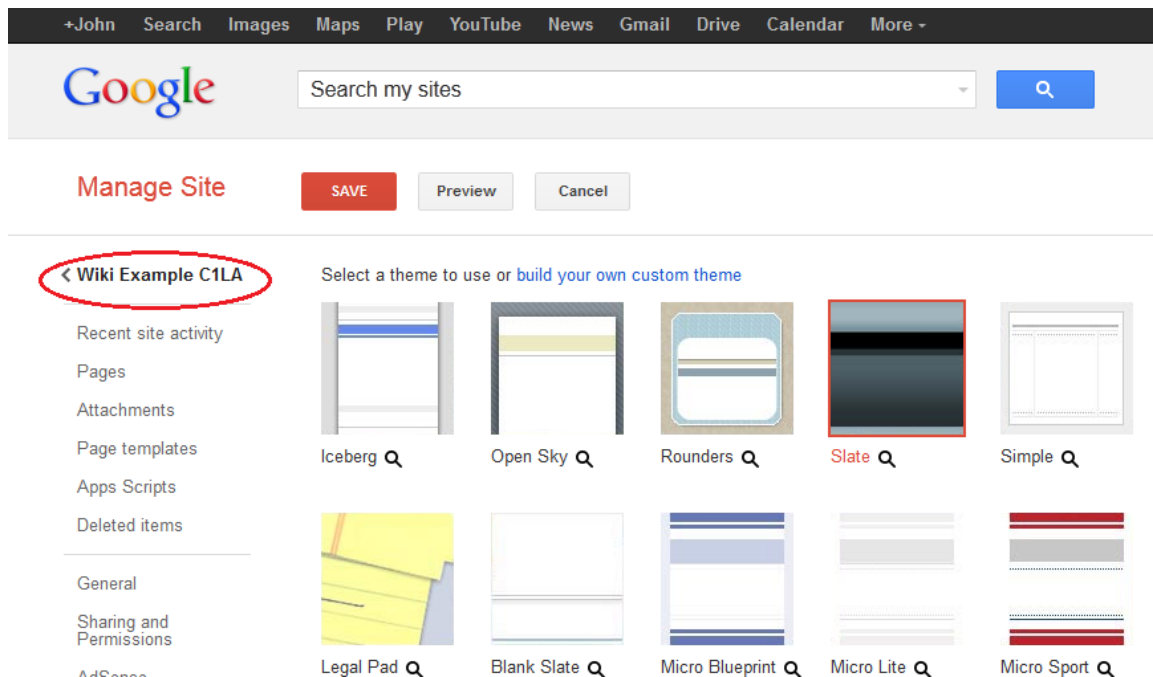 +John Search Images Maps Play YouTube News Gmail Drive Calendar More
Google
Search my sites
Manage Site
SAVE Preview Cancel
Wiki Example C1LA
Select a theme to use or build your own custom theme
Recent site activity
Pages
Attachments
Page templates
Apps Scripts
Deleted items
General
Sharing and
Permissions
AdSense
Iceberg Open Sky Rounders Slate Simple
Legal Pad Blank Slate Micro Blueprint Micro Lite Micro Sport